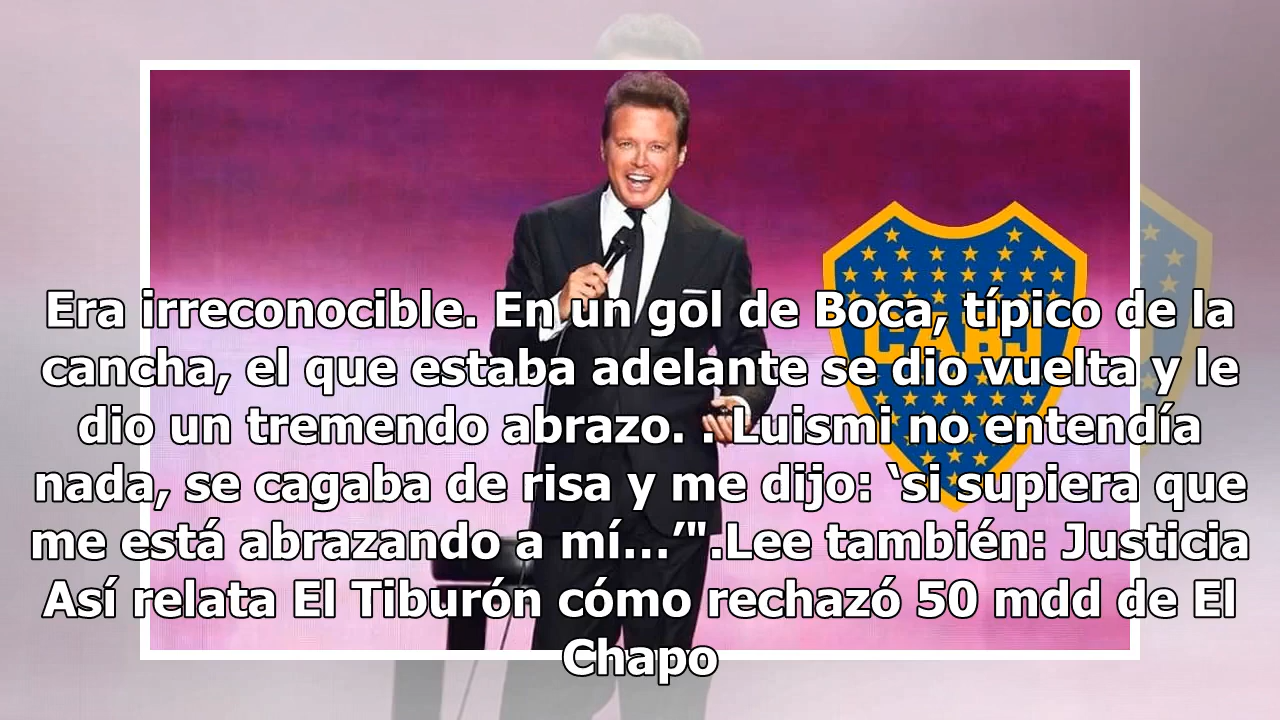 Era irreconocible. En un gol de Boca, típico de la
cancha, el que estaba adelante se dio vuelta y le
dio un tremendo abrazo. . Luismi no entendía
nada, se cagaba de risa y me dijo: ‘si supiera que
me está abrazando a mí...’".Lee también: Justicia
Así relata El Tiburón cómo rechazó 50 mdd de El
Chapo
CABJ